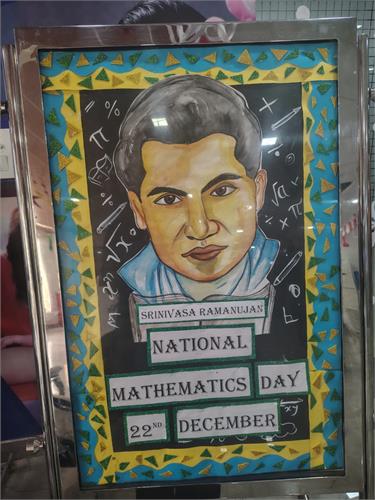 SRINIVASA RAMANUJAN
NATIONAL
MATHEMATICS DAY
22ND DECEMBER